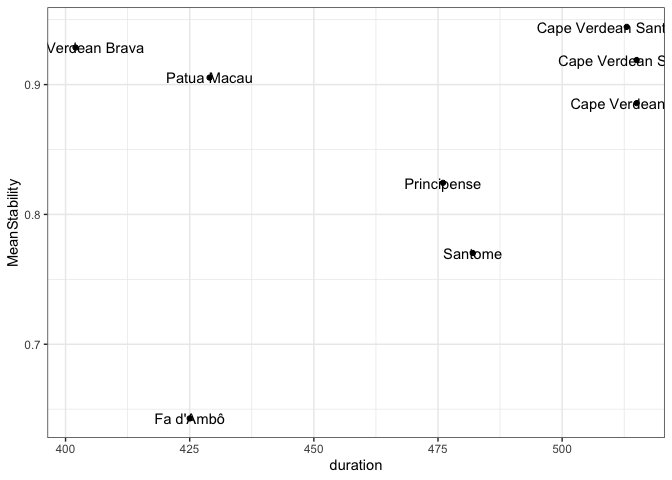 Cape Verdean Sant
Verdean Brava
Cape Verdean S
Patua Macau
0.9
Cape Verdean
Principense
0.8
Santome
0.7
Fa d'Ambô
400 425 450 475 500
duration
MeanStability